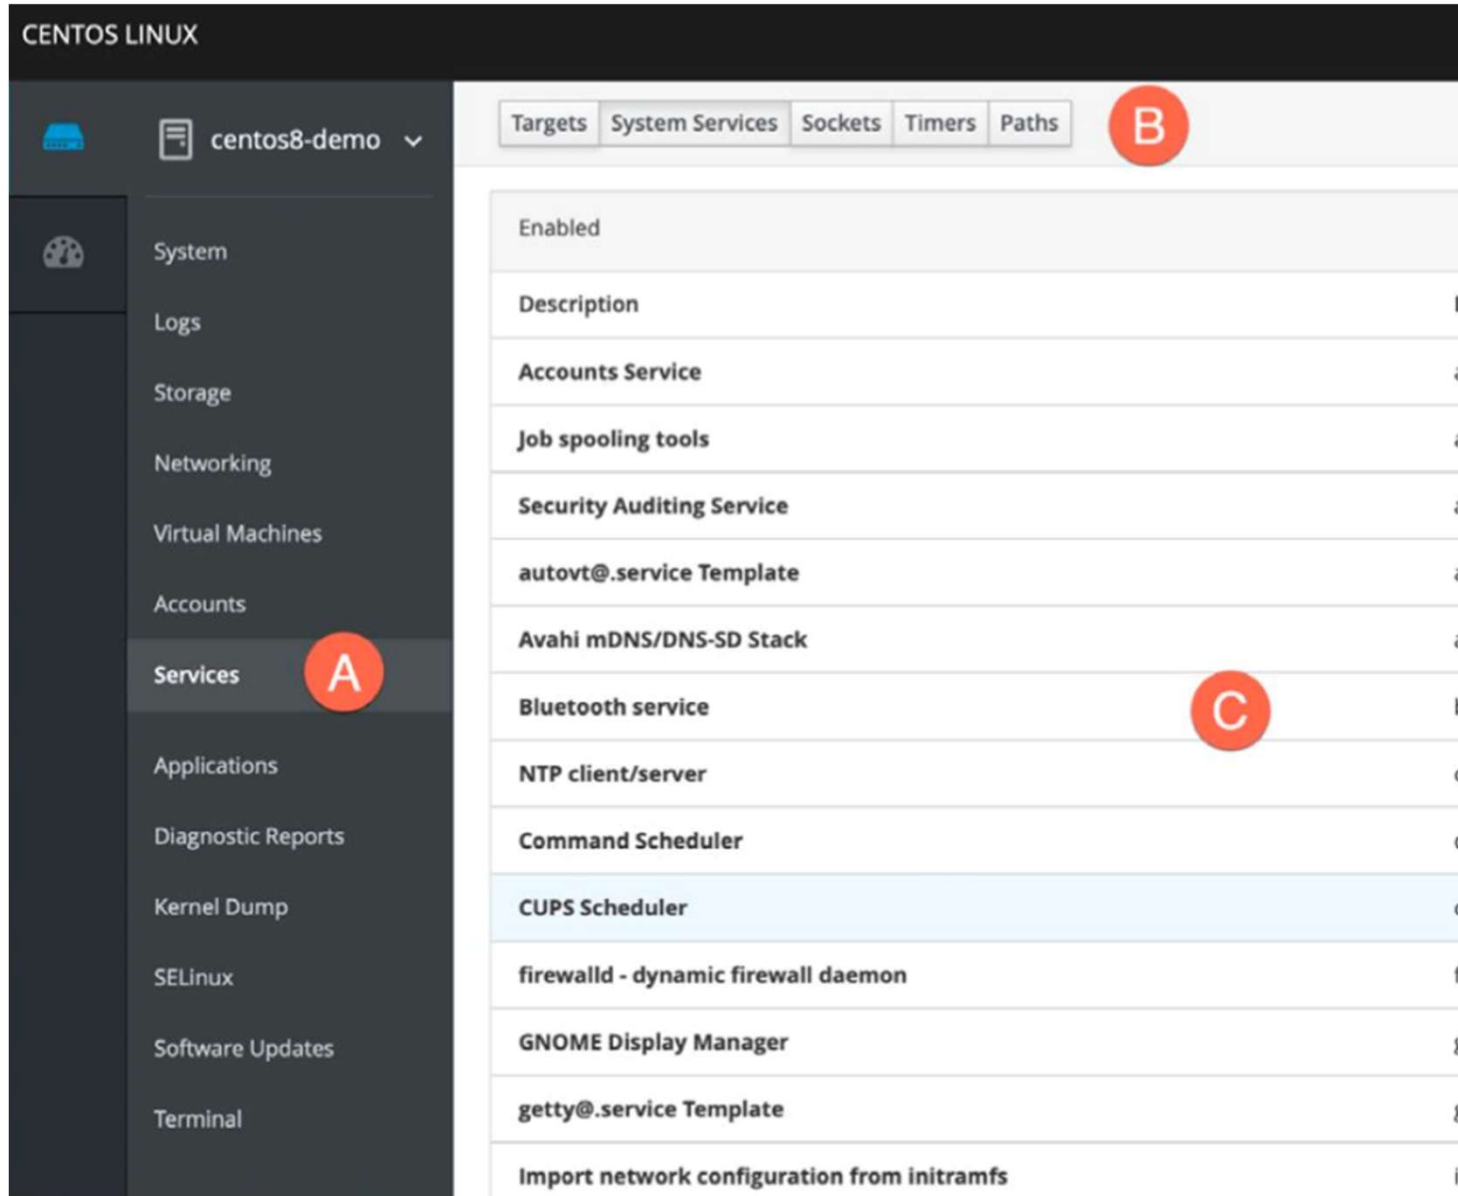 CENTOS LINUX
centos8-demo
System
Logs
Storage
Networking
Virtual Machines
Accounts
Services
A
Applications
Diagnostic Reports
Kernel Dump
SELinux
Software Updates
Terminal
Targets System Services Sockets Timers Paths
B
Enabled
Description
Accounts Service
Job spooling tools
Security Auditing Service
autovt@.service Template
Avahi mDNS/DNS-SD Stack
Bluetooth service
C
NTP client/server
Command Scheduler
CUPS Scheduler
firewalld - dynamic firewall daemon
GNOME Display Manager
getty@.service Template
Import network configuration from initramfs